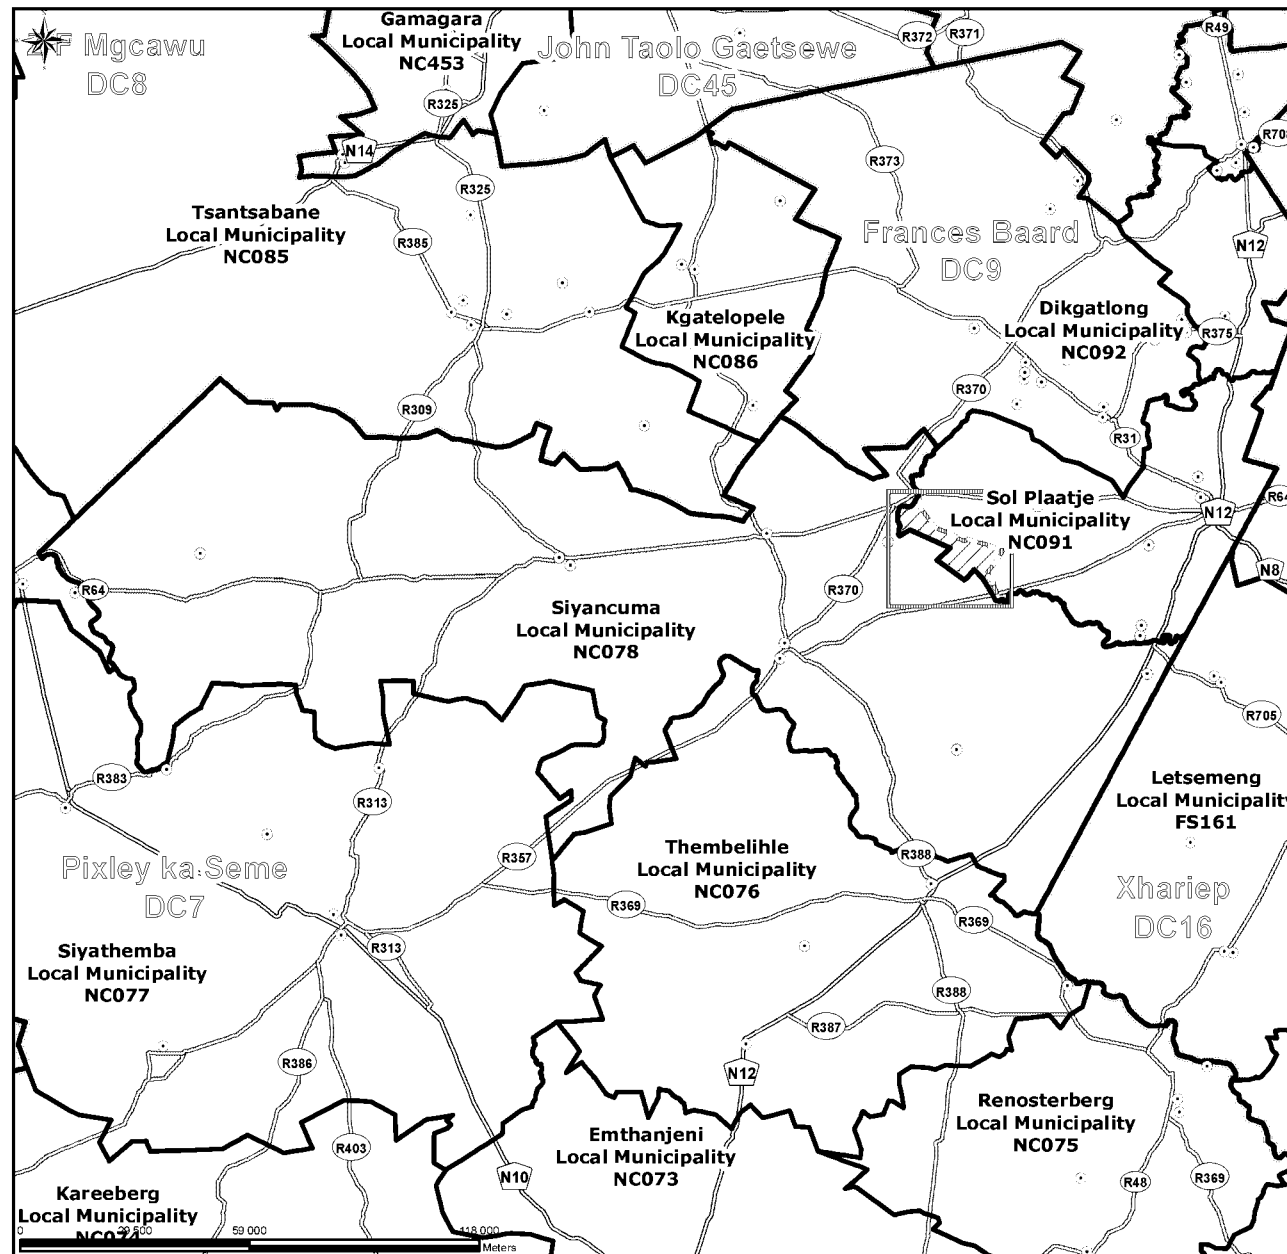 Gamagara
Local Municipality
NC453
R372
R371
R49
Z F Mgcawu
DC8
John Taolo Gaetsewe
DC45
R325
N14
R708
R373
R325
Tsantsabane
Local Municipality
NC085
R385
Frances Baard
DC9
N12
Kgatelopele
Local Municipality
NC086
Dikgatlong
Local Municipality
NC092
R375
R309
R370
R31
Sol Plaatje
Local Municipality
NC091
N12
R64
N8
R64
R370
Siyancuma
Local Municipality
NC078
R705
R383
R313
Letsemeng
Local Municipality
FS161
Pixley ka Seme
DC7
R357
Thembelihle
Local Municipality
NC076
R388
Xhariep
DC16
R369
R369
Siyathemba
Local Municipality
NC077
R313
R388
R387
R386
N12
Renosterberg
Local Municipality
NC075
Emthanjeni
Local Municipality
NC073
R403
N10
R48
R369
Kareeberg
Local Municipality
NC074
0 29 500 59 000 118 000
Meters